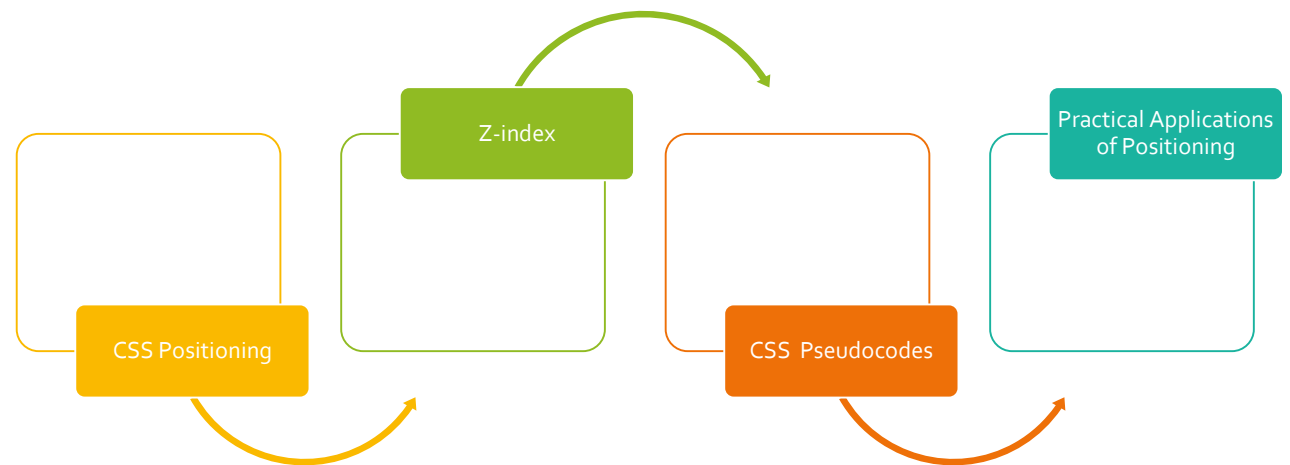 CSS Positioning
Z-index
CSS  Pseudocodes
Practical Applications
of Positioning